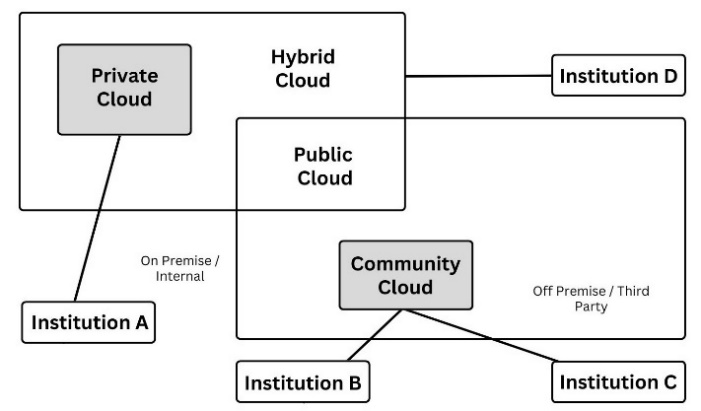 Private
Cloud
Hybrid
Cloud
Institution D
Public
Cloud
On Premise /
Internal
Community
Cloud
Off Premise / Third
Party
Institution A
Institution B
Institution C